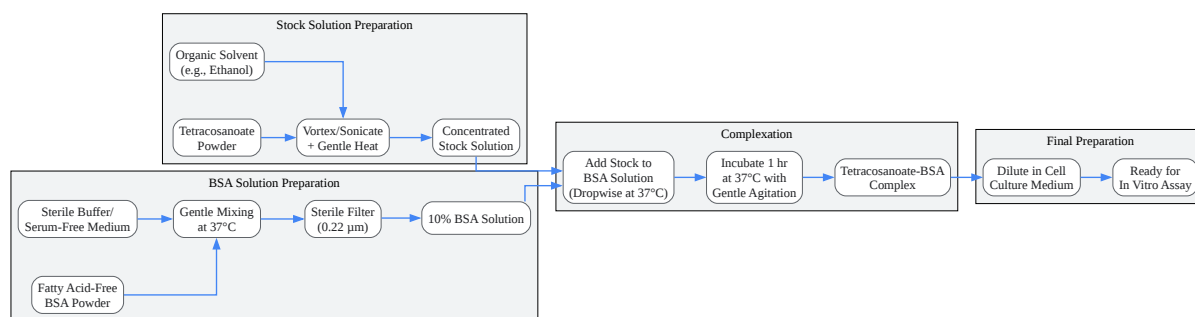 Stock Solution Preparation
Organic Solvent
(e.g., Ethanol)
Tetracosanoate
Powder
Vortex/Sonicate
+ Gentle Heat
Concentrated
Stock Solution
BSA Solution Preparation
Sterile Buffer/
Serum-Free Medium
Gentle Mixing
at 37°C
Sterile Filter
(0.22 µm)
10% BSA Solution
Fatty Acid-Free
BSA Powder
Complexation
Add Stock to
BSA Solution
(Dropwise at 37°C)
Incubate 1 hr
at 37°C with
Gentle Agitation
Tetracosanoate-BSA
Complex
Final Preparation
Dilute in Cell
Culture Medium
Ready for
In Vitro Assay